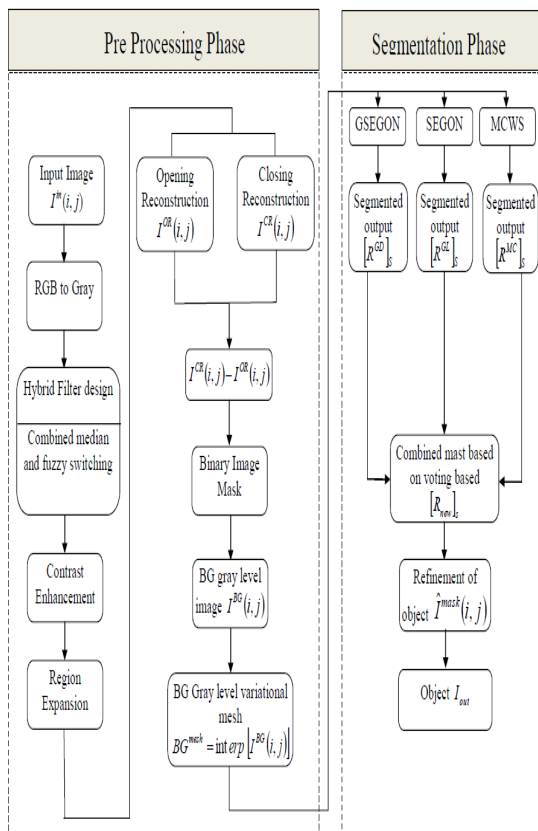 Pre Processing Phase
Input Image
I^{in}(i, j)
RGB to Gray
Hybrid Filter design
Combined median
and fuzzy switching
Contrast
Enhancement
Region
Expansion
Opening
Reconstruction
I^{OR}(i, j)
Closing
Reconstruction
I^{CR}(i, j)
I^{CR}(i, j) − I^{OR}(i, j)
Binary Image
Mask
BG gray level
image I^{BG}(i, j)
BG Gray level variational
mesh
BG^{mesh} = int erp [I^{BG}(i, j)]
Segmentation Phase
GSEGON
SEGON
MCWS
Segmented
output
[R^{GD}]_S
Segmented
output
[R^{GL}]_S
Segmented
output
[R^{MC}]_S
Combined mast based
on voting based
[R_{new}]_s
Refinement of
object Î^{mask}(i, j)
Object I_{out}